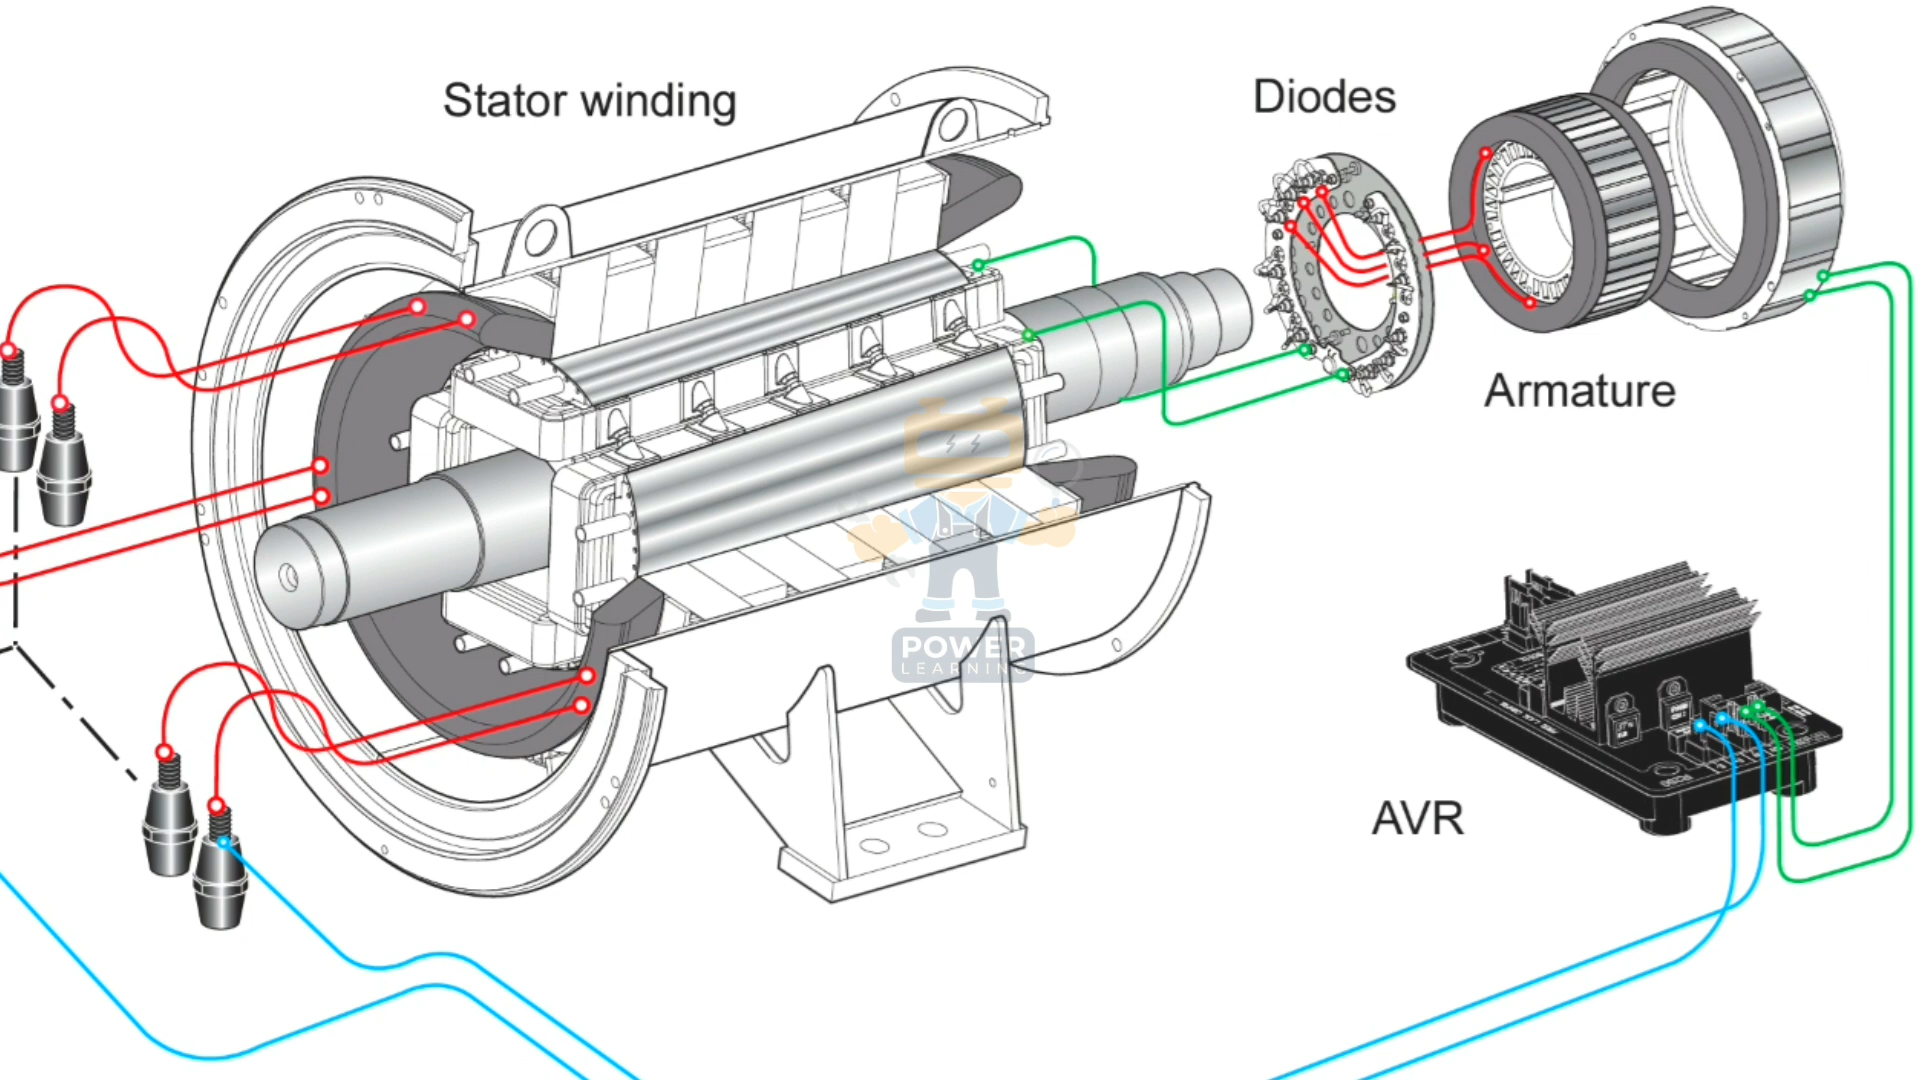 Stator winding
Diodes
Armature
AVR
POWER
LEARNING